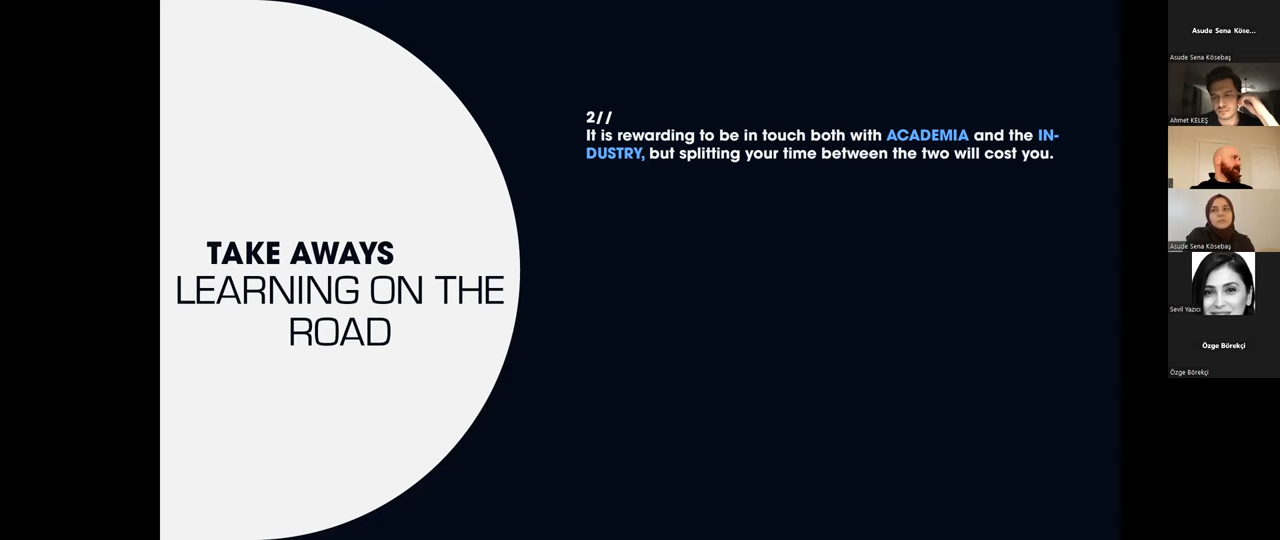 TAKE AWAYS
LEARNING ON THE
ROAD
2//
It is rewarding to be in touch both with ACADEMIA and the IN-
DUSTRY, but splitting your time between the two will cost you.
Asude Sena Köse...
Asude Sena Kösebaş
Ahmet KELEŞ
Asude Sena Kösebaş
Sevil Yazıcı
Özge Börekçi
Özge Börekçi